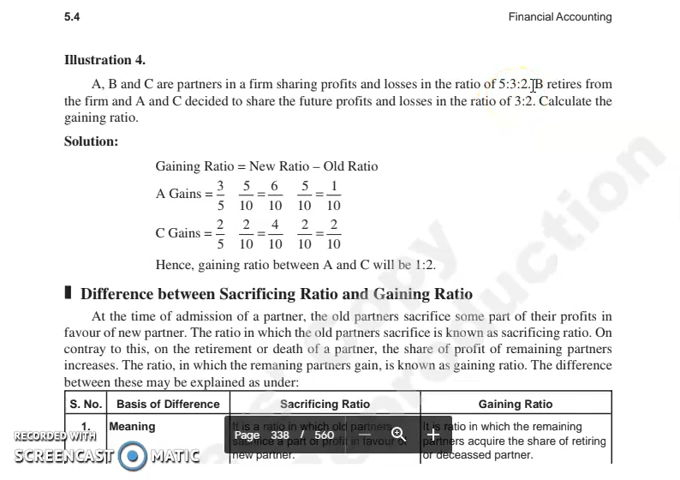 5.4 Financial Accounting
Illustration 4.
A, B and C are partners in a firm sharing profits and losses in the ratio of 5:3:2. B retires from
the firm and A and C decided to share the future profits and losses in the ratio of 3:2. Calculate the
gaining ratio.
Solution:
Gaining Ratio = New Ratio – Old Ratio
A Gains = 3/5 5/10 = 6/10 5/10 = 1/10
C Gains = 2/5 2/10 = 4/10 2/10 = 2/10
Hence, gaining ratio between A and C will be 1:2.
Difference between Sacrificing Ratio and Gaining Ratio
At the time of admission of a partner, the old partners sacrifice some part of their profits in
favour of new partner. The ratio in which the old partners sacrifice is known as sacrificing ratio. On
contray to this, on the retirement or death of a partner, the share of profit of remaining partners
increases. The ratio, in which the remaning partners gain, is known as gaining ratio. The difference
between these may be explained as under:
S. No. Basis of Difference Sacrificing Ratio Gaining Ratio
1. Meaning It is a ratio in which old partners It is ratio in which the remaining
sacrifice a part of profit in favour of partners acquire the share of retiring
new partner. or deceassed partner.
Page 338 / 560
RECORDED WITH
SCREENCAST MATIC
Copy
production